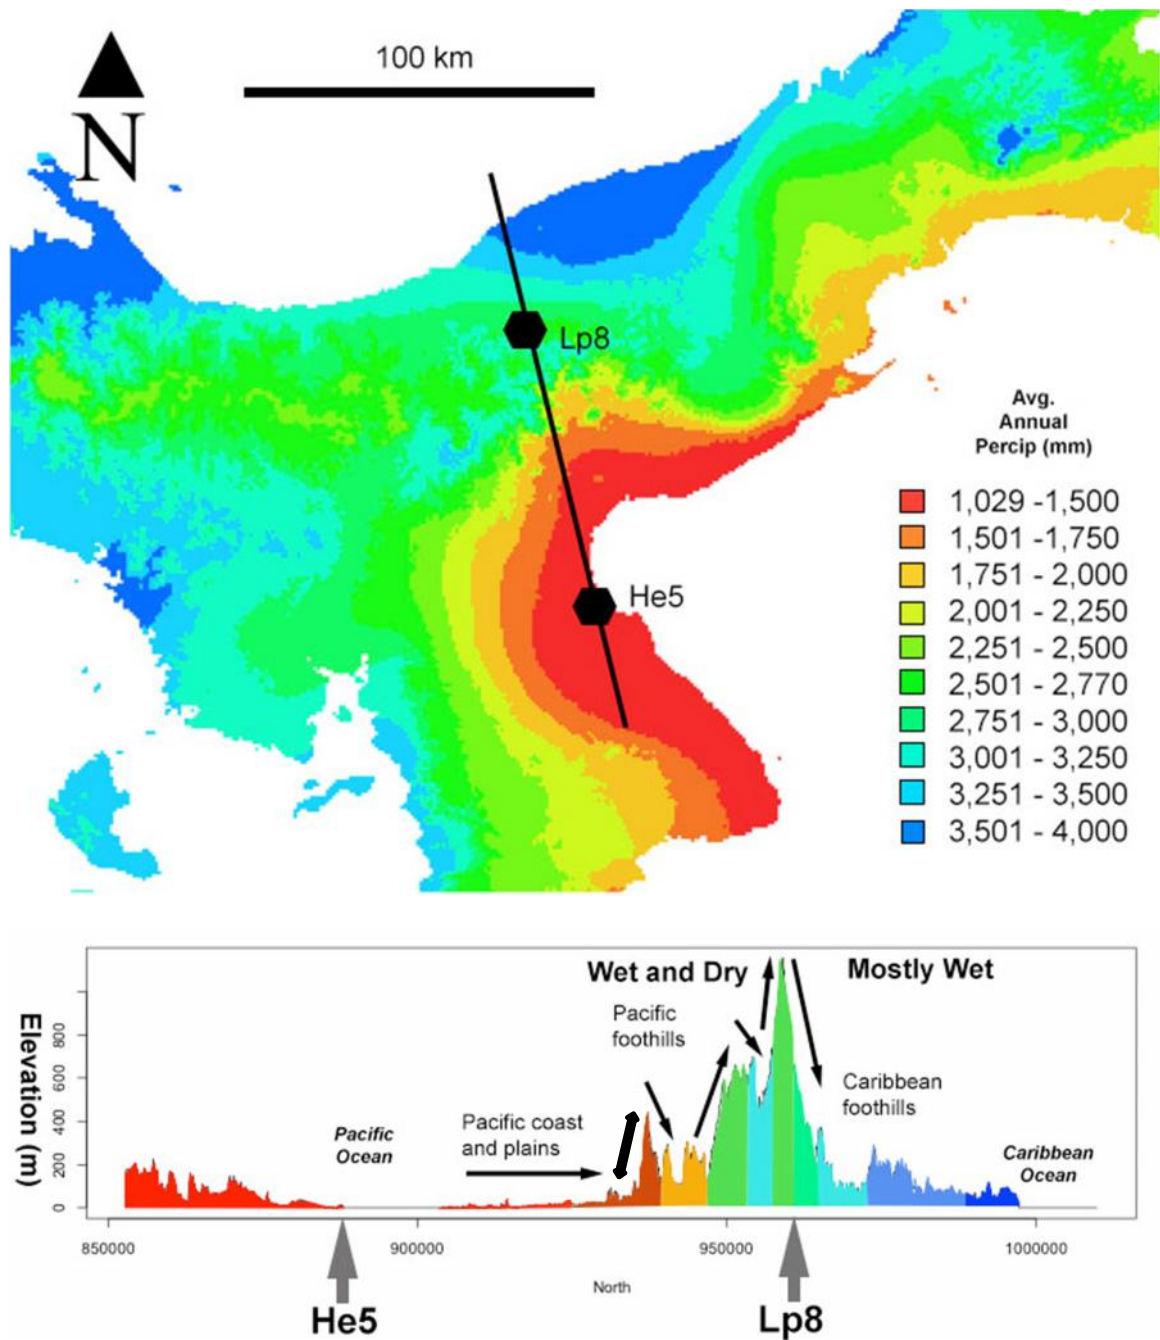 100 km
N
Lp8
He5
Avg.
Annual
Percip (mm)
1,029 -1,500
1,501 -1,750
1,751 - 2,000
2,001 - 2,250
2,251 - 2,500
2,501 - 2,770
2,751 - 3,000
3,001 - 3,250
3,251 - 3,500
3,501 - 4,000
Wet and Dry
Mostly Wet
Pacific
foothills
Caribbean
foothills
Pacific coast
and plains
Pacific
Ocean
Caribbean
Ocean
Elevation (m)
800
600
400
200
0
850000
900000
950000
1000000
North
He5
Lp8